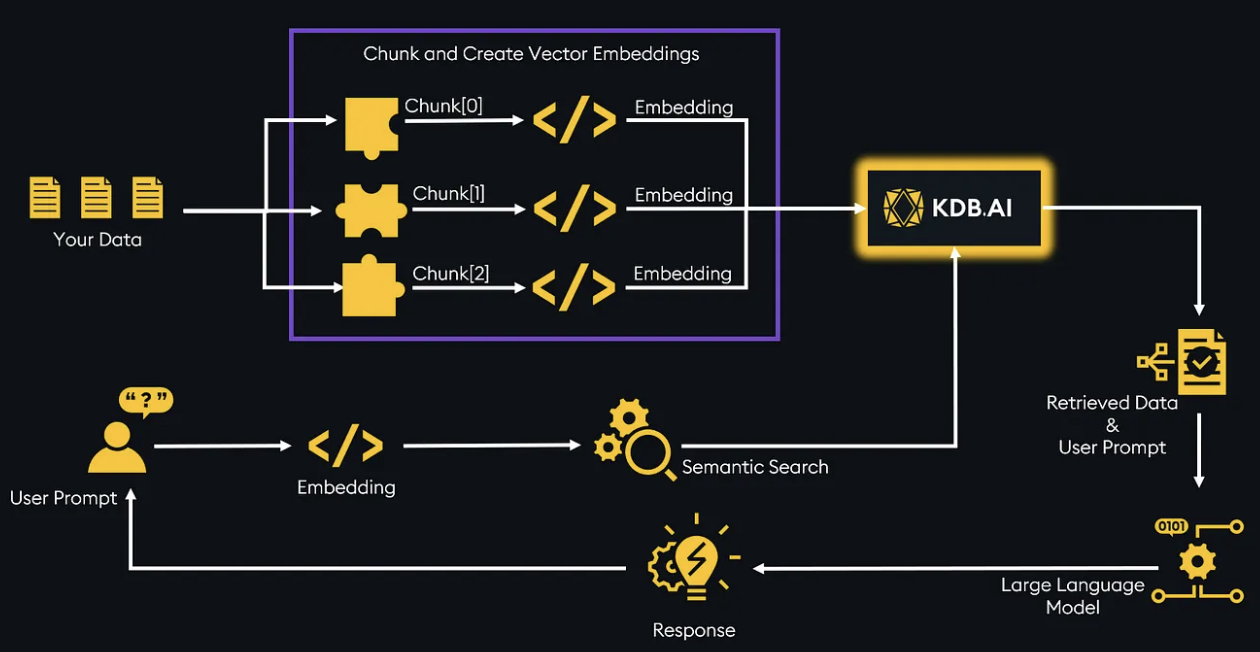 Chunk and Create Vector Embeddings
Chunk[0]
Embedding
Chunk[1]
Embedding
Chunk[2]
Embedding
Your Data
KDB.AI
Retrieved Data
&
User Prompt
“?”
User Prompt
Embedding
Semantic Search
0101
Large Language
Model
Response